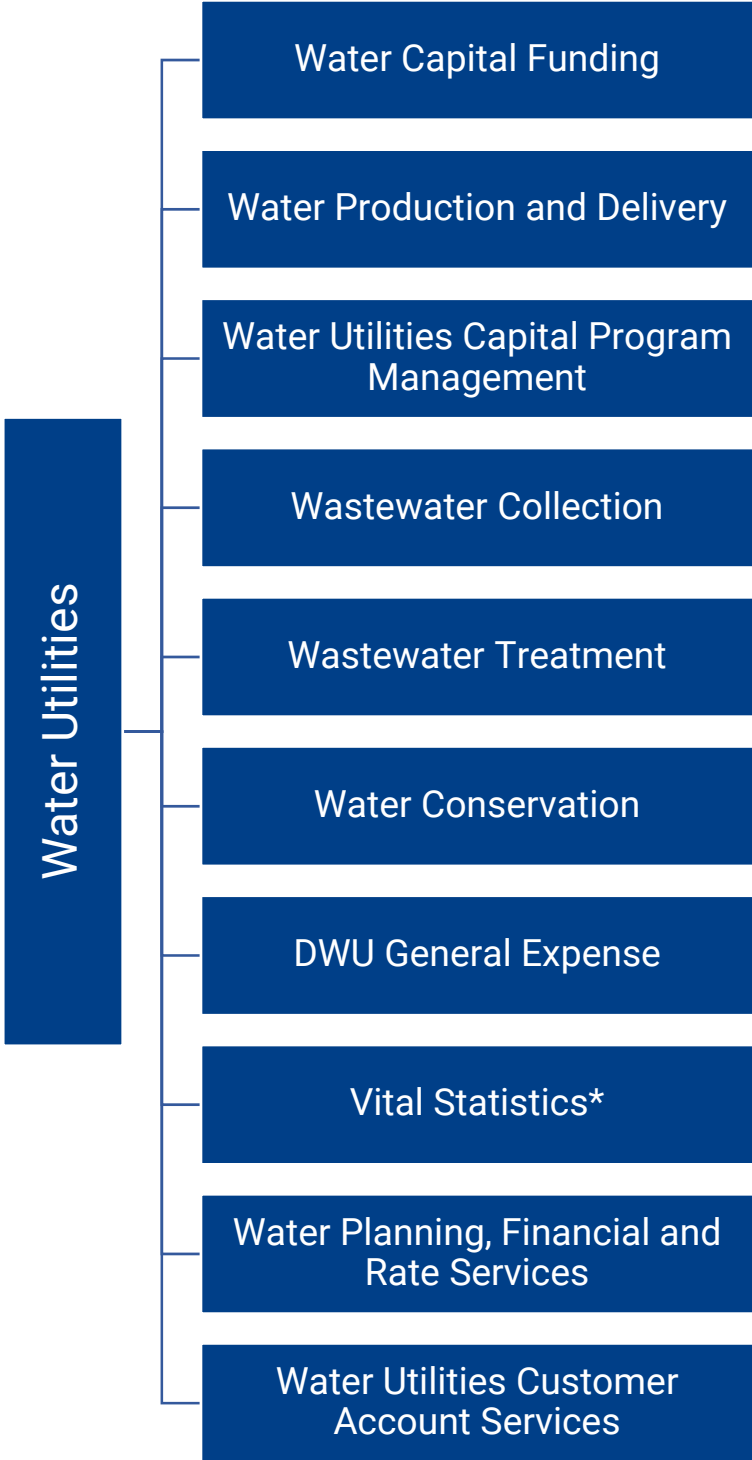 Water Utilities
Water Capital Funding
Water Production and Delivery
Water Utilities Capital Program
Management
Wastewater Collection
Wastewater Treatment
Water Conservation
DWU General Expense
Vital Statistics*
Water Planning, Financial and
Rate Services
Water Utilities Customer
Account Services